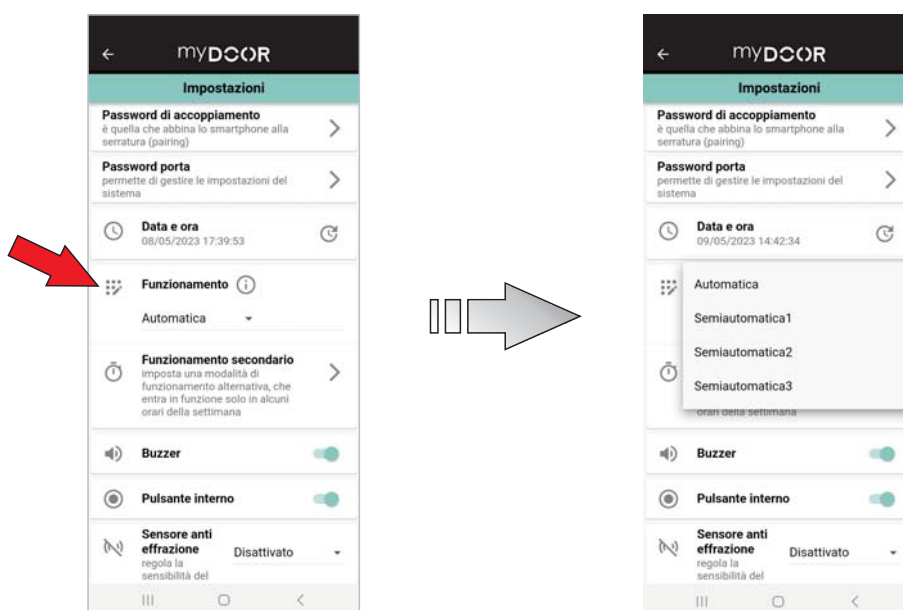 myDOOR
Impostazioni
Password di accoppiamento
è quella che abbina lo smartphone alla
serratura (pairing)
Password porta
permette di gestire le impostazioni del
sistema
Data e ora
08/05/2023 17:39:53
Funzionamento
Automatica
Funzionamento secondario
imposta una modalità di
funzionamento alternativa, che
entra in funzione solo in alcuni
orari della settimana
Buzzer
Pulsante interno
Sensore anti
effrazione
Disattivato
regola la
sensibilità del
myDOOR
Impostazioni
Password di accoppiamento
è quella che abbina lo smartphone alla
serratura (pairing)
Password porta
permette di gestire le impostazioni del
sistema
Data e ora
09/05/2023 14:42:34
Automatica
Semiautomatica1
Semiautomatica2
Semiautomatica3
orari della settimana
Buzzer
Pulsante interno
Sensore anti
effrazione
Disattivato
regola la
sensibilità del